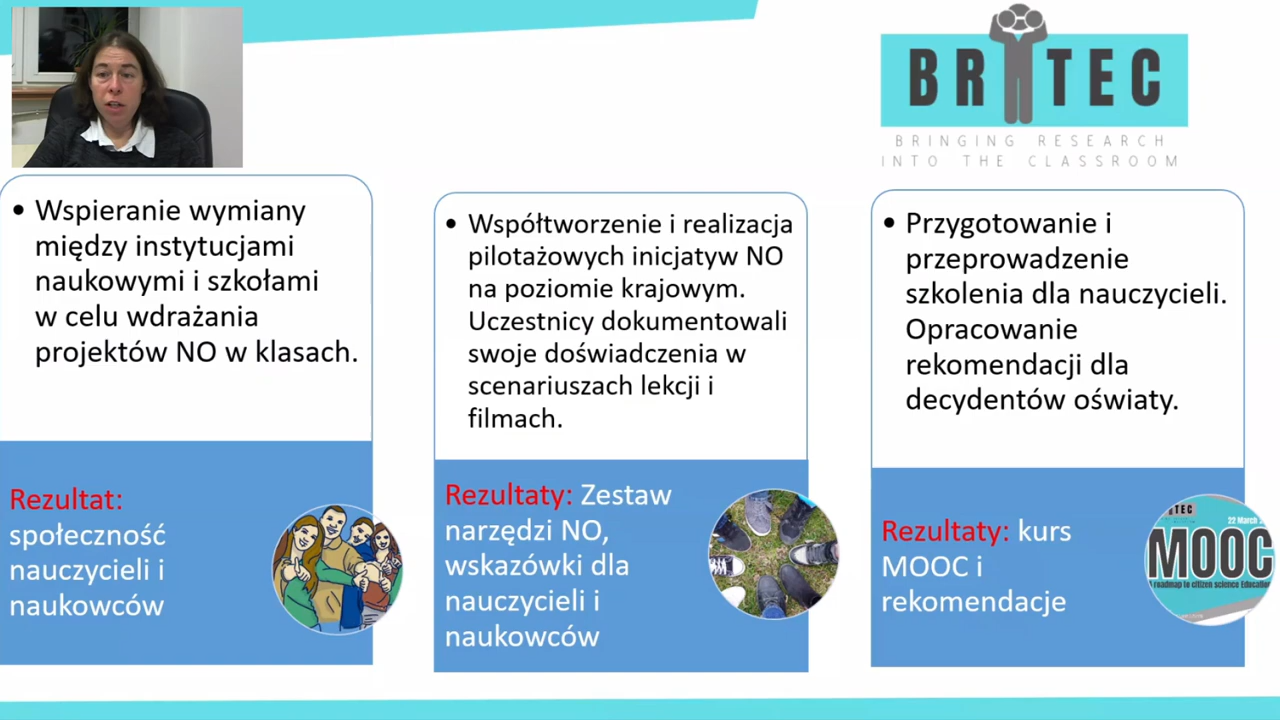 BRITEC
BRINGING RESEARCH
INTO THE CLASSROOM
• Wspieranie wymiany
między instytucjami
naukowymi i szkołami
w celu wdrażania
projektów NO w klasach.
Rezultat:
społeczność
nauczycieli i
naukowców
• Współtworzenie i realizacja
pilotażowych inicjatyw NO
na poziomie krajowym.
Uczestnicy dokumentowali
swoje doświadczenia w
scenariuszach lekcji i
filmach.
Rezultaty: Zestaw
narzędzi NO,
wskazówki dla
nauczycieli i
naukowców
• Przygotowanie i
przeprowadzenie
szkolenia dla nauczycieli.
Opracowanie
rekomendacji dla
decydentów oświaty.
Rezultaty: kurs
MOOC i
rekomendacje
22 March
MOOC
roadmap to citizen science Education